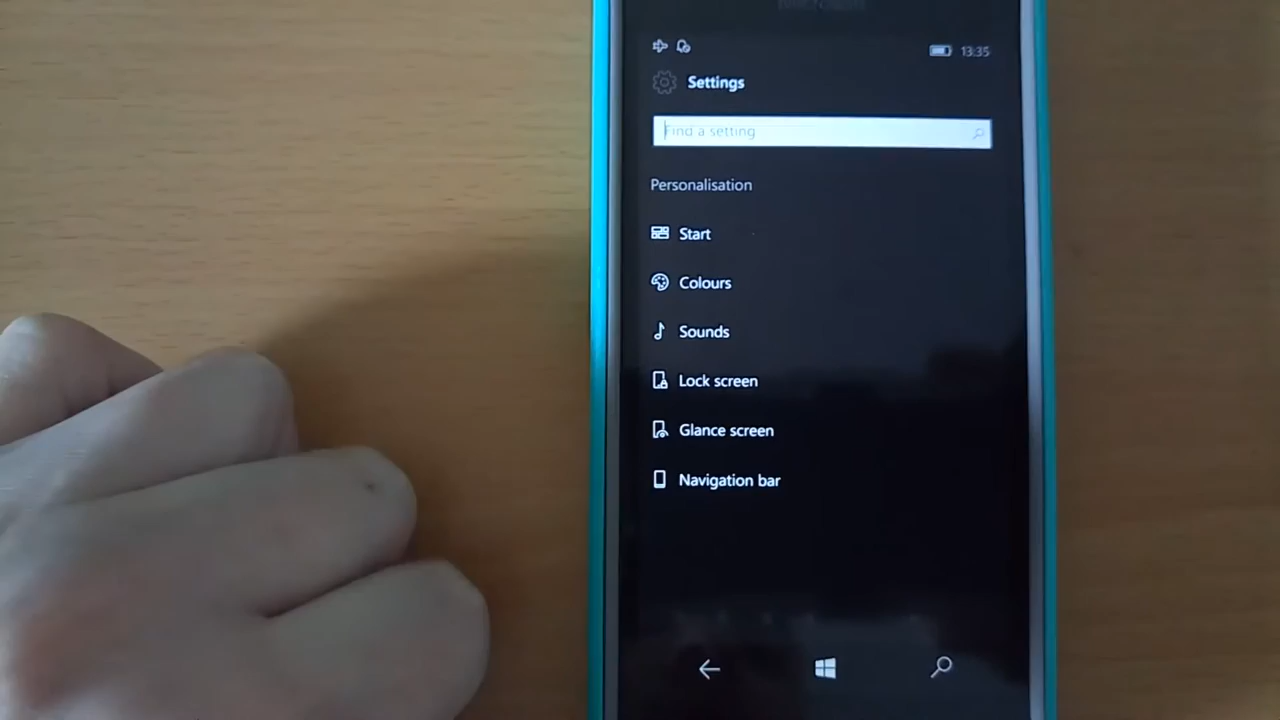 13:35
Settings
Find a setting
Personalisation
Start
Colours
Sounds
Lock screen
Glance screen
Navigation bar